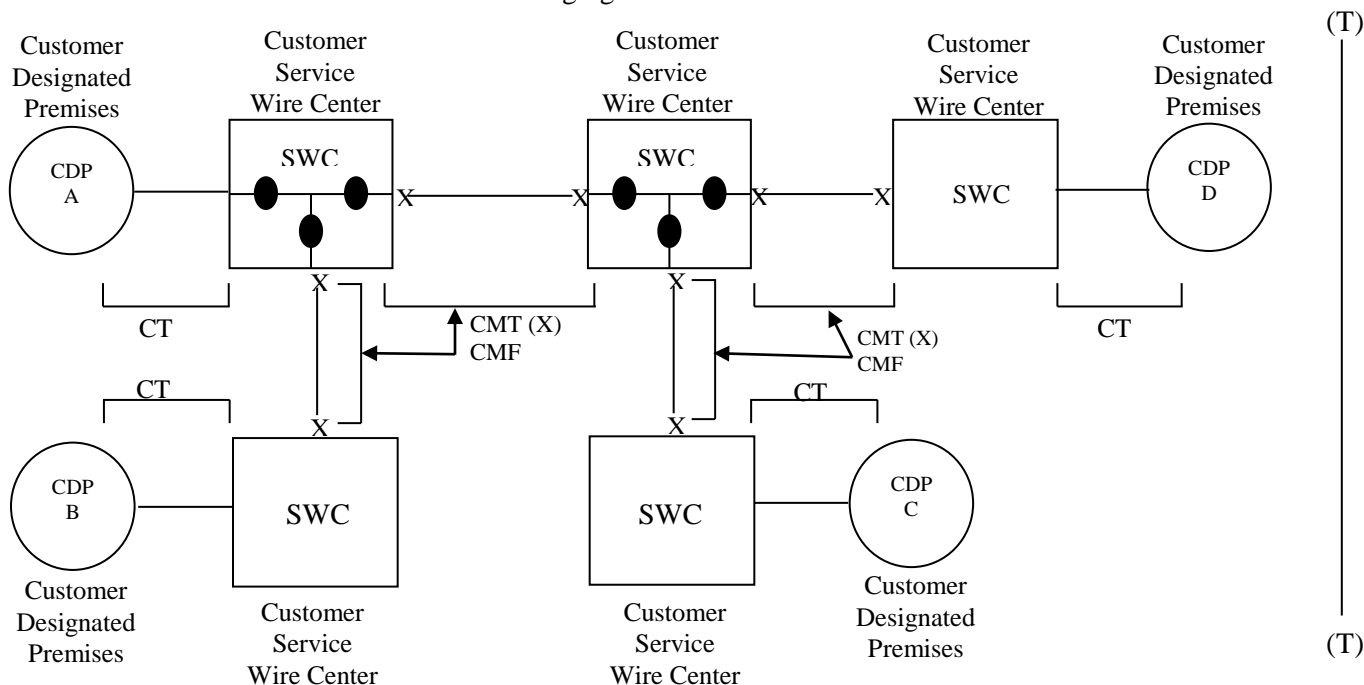 (T)
Customer
Designated
Premises
Customer
Service
Wire Center
Customer
Service
Wire Center
Customer
Service
Wire Center
Customer
Designated
Premises
CDP
A
SWC
SWC
SWC
CDP
D
X
X
X
X
X
X
CT
CMT (X)
CMF
CMT (X)
CMF
CT
CT
CT
X
X
CDP
B
SWC
SWC
CDP
C
Customer
Designated
Premises
Customer
Service
Wire Center
Customer
Service
Wire Center
Customer
Designated
Premises
(T)